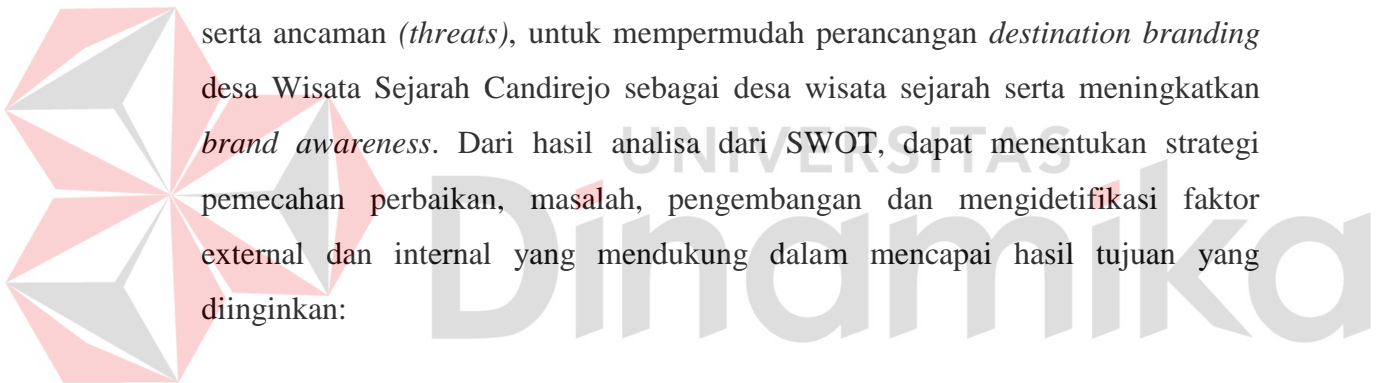 serta ancaman (threats), untuk mempermudah perancangan destination branding
desa Wisata Sejarah Candirejo sebagai desa wisata sejarah serta meningkatkan
brand awareness. Dari hasil analisa dari SWOT, dapat menentukan strategi
pemecahan perbaikan, masalah, pengembangan dan mengidetifikasi faktor
external dan internal yang mendukung dalam mencapai hasil tujuan yang
diinginkan:
UNIVERSITAS
Dinamika